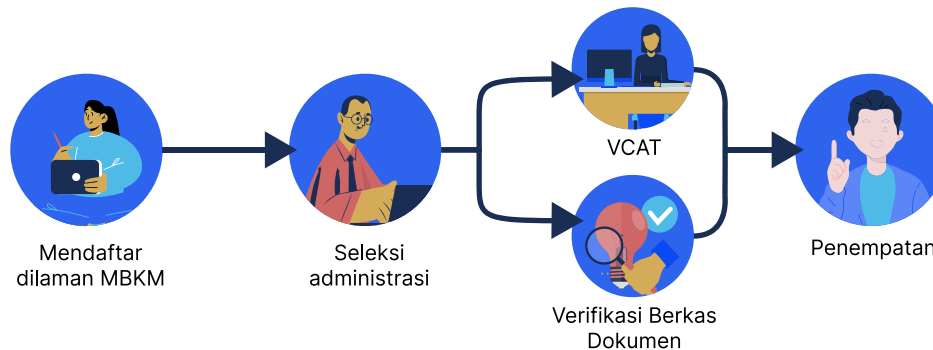 Mendaftar
dilaman MBKM
Seleksi
administrasi
VCAT
Verifikasi Berkas
Dokumen
Penempatan